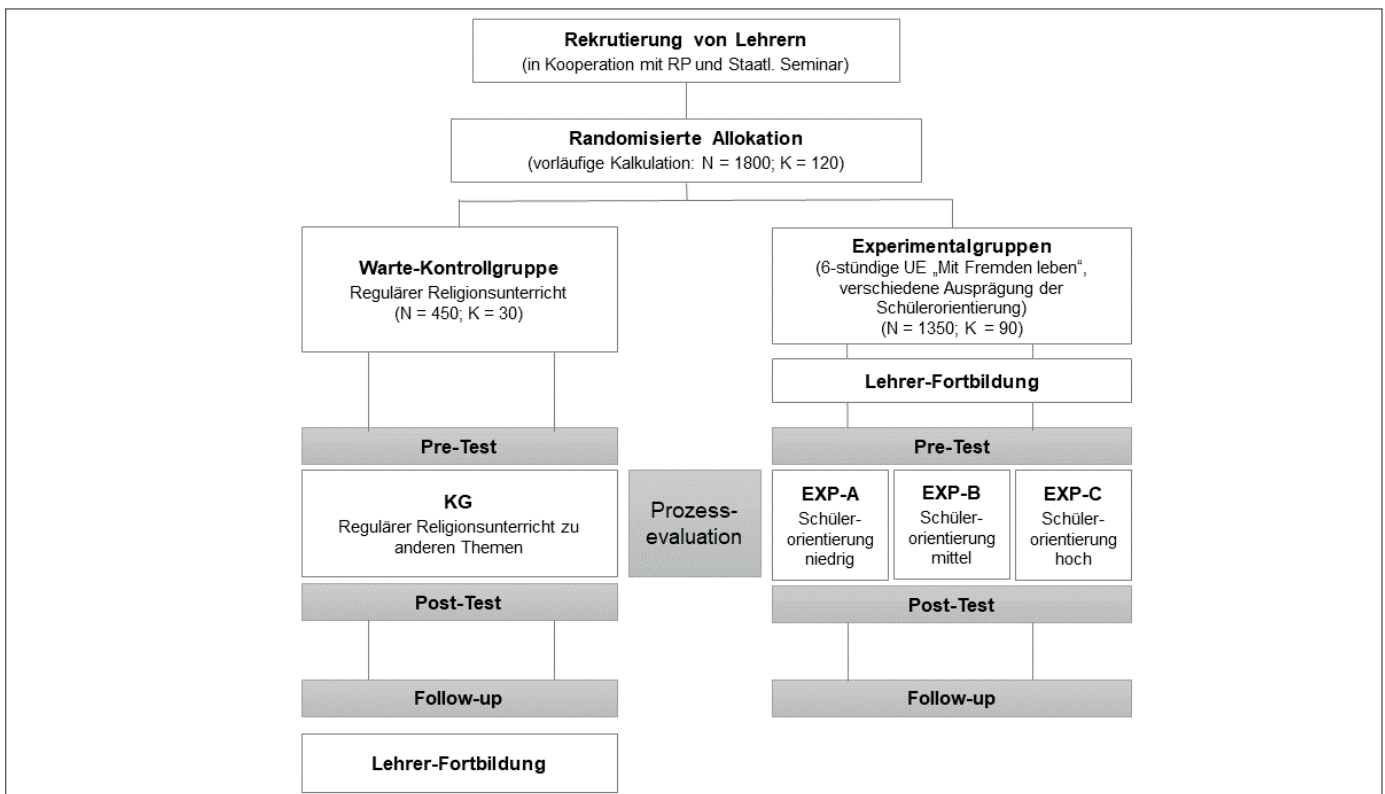 Rekrutierung von Lehrern
(in Kooperation mit RP und Staatl. Seminar)
Randomisierte Allokation
(vorläufige Kalkulation: N = 1800; K = 120)
Warte-Kontrollgruppe
Regulärer Religionsunterricht
(N = 450; K = 30)
Experimentalgruppen
(6-stündige UE „Mit Fremden leben“,
verschiedene Ausprägung der
Schülerorientierung)
(N = 1350; K = 90)
Lehrer-Fortbildung
Pre-Test
Pre-Test
KG
Regulärer Religionsunterricht zu
anderen Themen
Prozess-
evaluation
EXP-A
Schüler-
orientierung
niedrig
EXP-B
Schüler-
orientierung
mittel
EXP-C
Schüler-
orientierung
hoch
Post-Test
Post-Test
Follow-up
Follow-up
Lehrer-Fortbildung